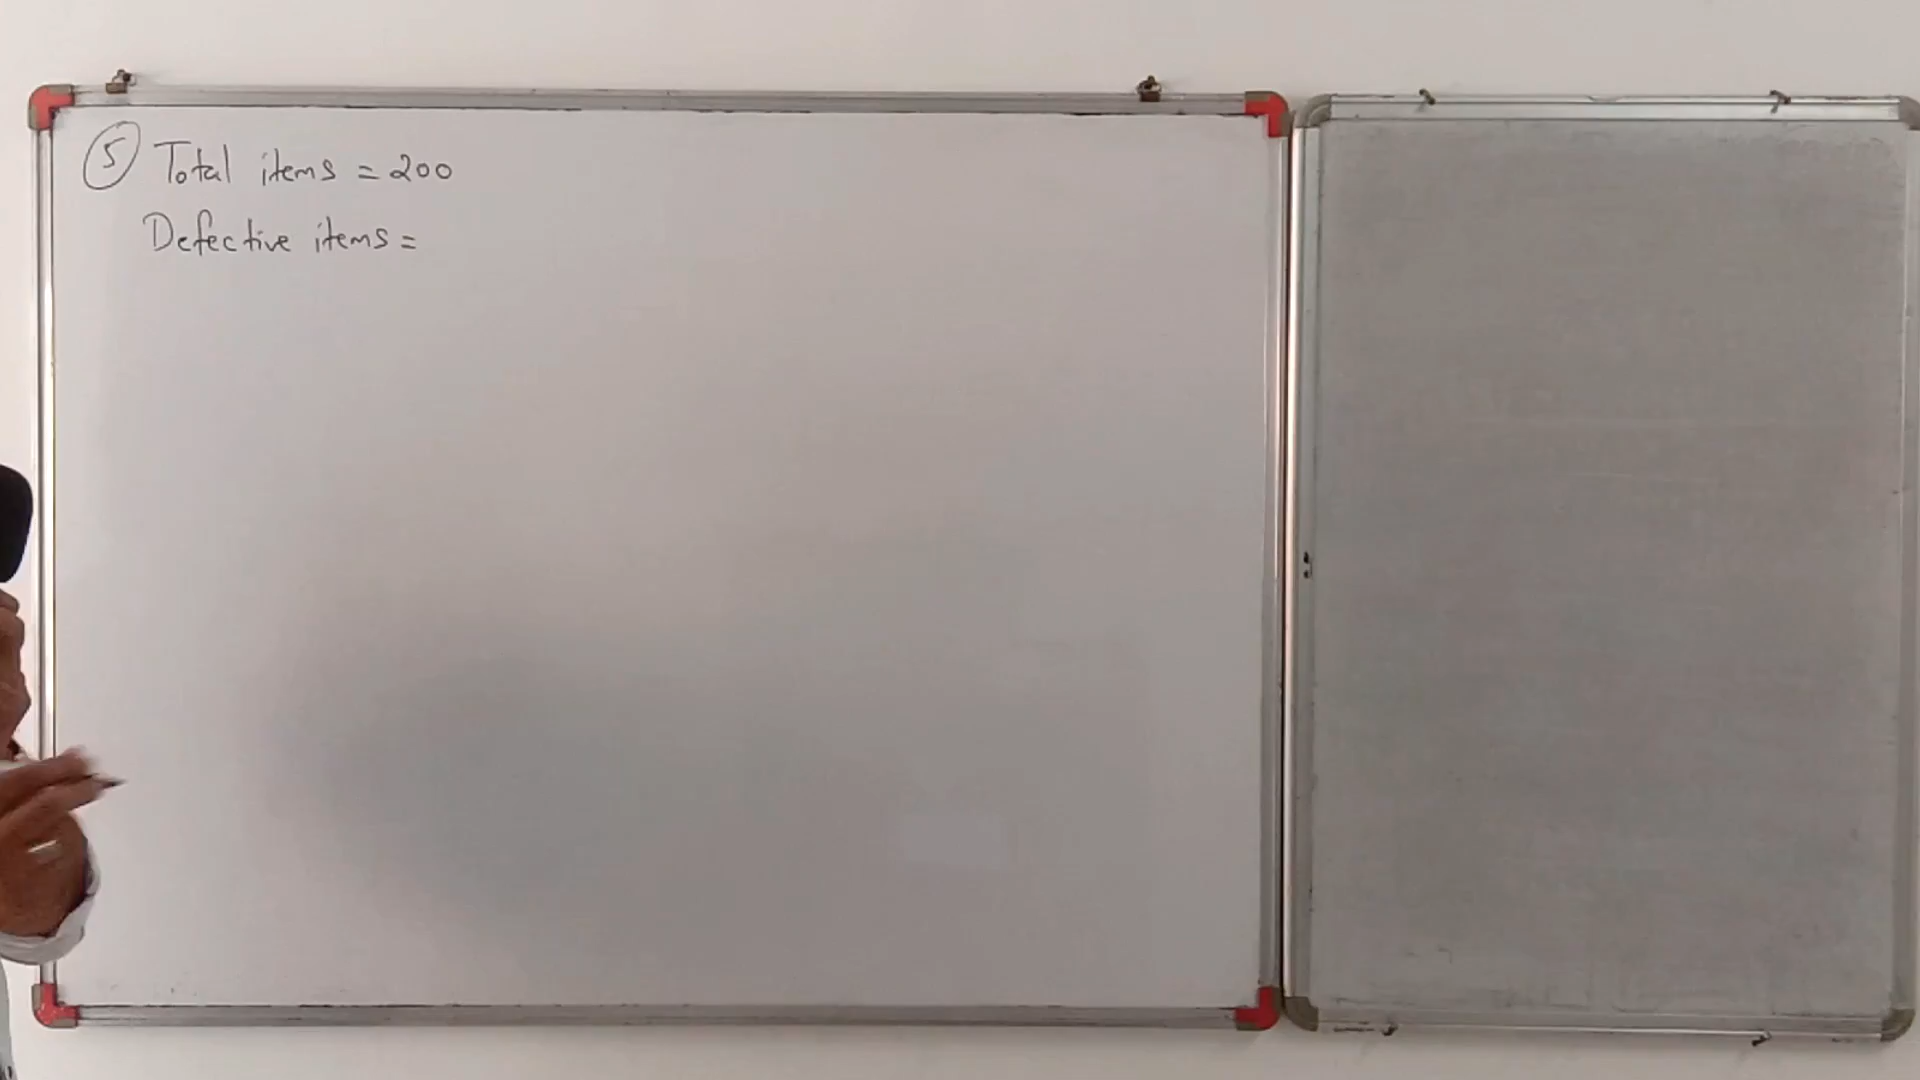 5 Total items = 200
Defective items =